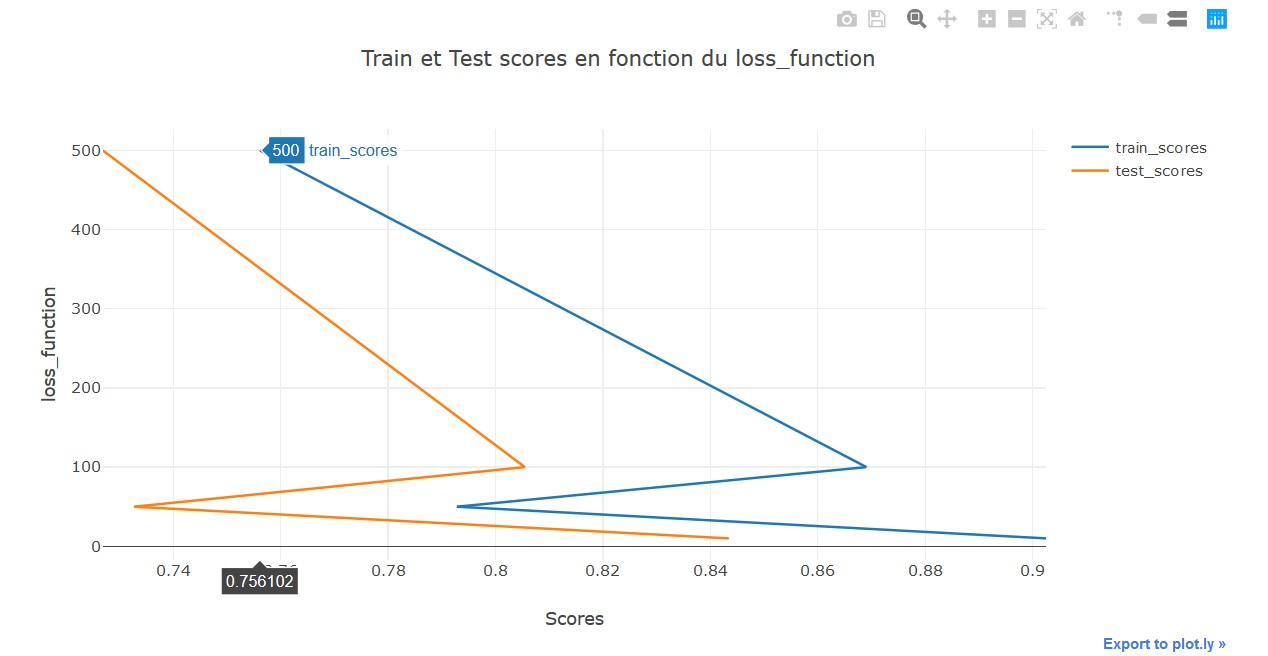 Train et Test scores en fonction du loss_function
500
400
300
200
100
0
loss_function
500 train_scores
train_scores
test_scores
0.74 0.76 0.78 0.8 0.82 0.84 0.86 0.88 0.9
0.756102
Scores
Export to plot.ly »